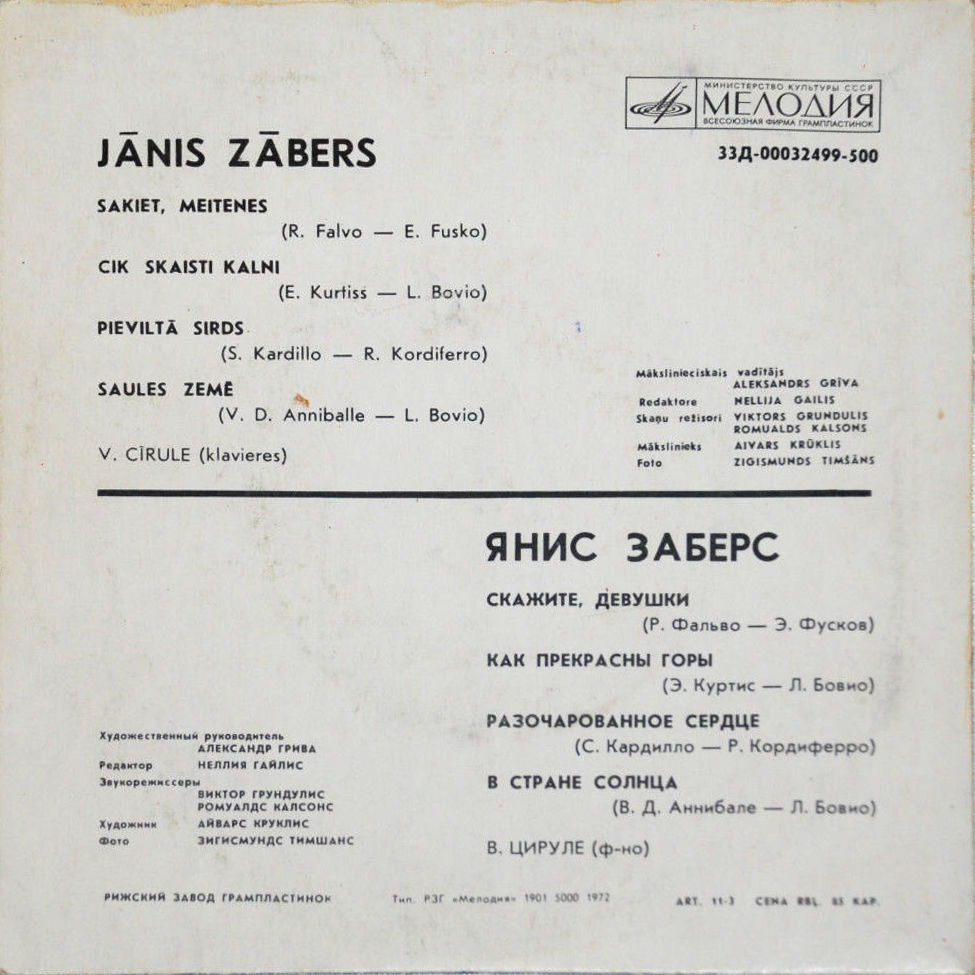 МИНИСТЕРСТВО КУЛЬТУРЫ СССР
МЕЛОДИЯ
ВСЕСОЮЗНАЯ ФИРМА ГРАМПЛАСТИНОК
33Д-00032499-500
JĀNIS ZĀBERS
SAKIET, MEITENES
(R. Falvo — E. Fusko)
CIK SKAISTI KALNI
(E. Kurtiss — L. Bovio)
PIEVILTĀ SIRDS
(S. Kardillo — R. Kordiferro)
SAULES ZEMĒ
(V. D. Anniballe — L. Bovio)
V. CĪRULE (klavieres)
Mākslinieciskais vadītājs
ALEKSANDRS GRĪVA
Redaktore NELLIJA GAILIS
Skaņu režisori VIKTORS GRUNDULIS
ROMUALDS KALSONS
Mākslinieks AIVARS KRŪKLIS
Foto ZIGISMUNDS TIMŠĀNS
ЯНИС ЗАБЕРС
СКАЖИТЕ, ДЕВУШКИ
(Р. Фальво — Э. Фусков)
КАК ПРЕКРАСНЫ ГОРЫ
(Э. Куртис — Л. Бовио)
РАЗОЧАРОВАННОЕ СЕРДЦЕ
(С. Кардилло — Р. Кордиферро)
В СТРАНЕ СОЛНЦА
(В. Д. Аннибале — Л. Бовио)
В. ЦИРУЛЕ (ф-но)
Художественный руководитель
АЛЕКСАНДР ГРИВА
Редактор НЕЛЛИЯ ГАЙЛИС
Звукорежиссеры
ВИКТОР ГРУНДУЛИС
РОМУАЛДС КАЛСОНС
Художник АЙВАРС КРУКЛИС
Фото ЗИГИСМУНДС ТИМШАНС
РИЖСКИЙ ЗАВОД ГРАМПЛАСТИНОК
Тип. РЗГ «Мелодия» 1901 5000 1972
ART. 11-3 CENA RBL. 85 KAP.